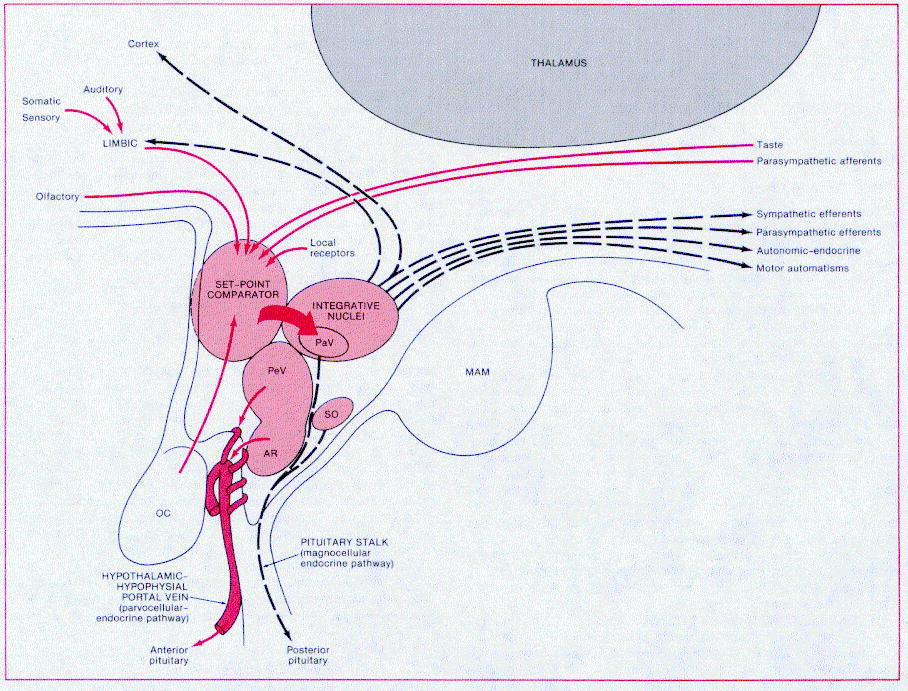 Cortex
THALAMUS
Auditory
Somatic
Sensory
LIMBIC
Taste
Parasympathetic afferents
Olfactory
Sympathetic efferents
Parasympathetic efferents
Autonomic-endocrine
Motor automatisms
Local
receptors
SET-POINT
COMPARATOR
INTEGRATIVE
NUCLEI
PaV
PeV
MAM
SO
AR
OC
PITUITARY STALK
(magnocellular
endocrine pathway)
HYPOTHALAMIC-
HYPOPHYSIAL
PORTAL VEIN
(parvocellular-
endocrine pathway)
Anterior
pituitary
Posterior
pituitary